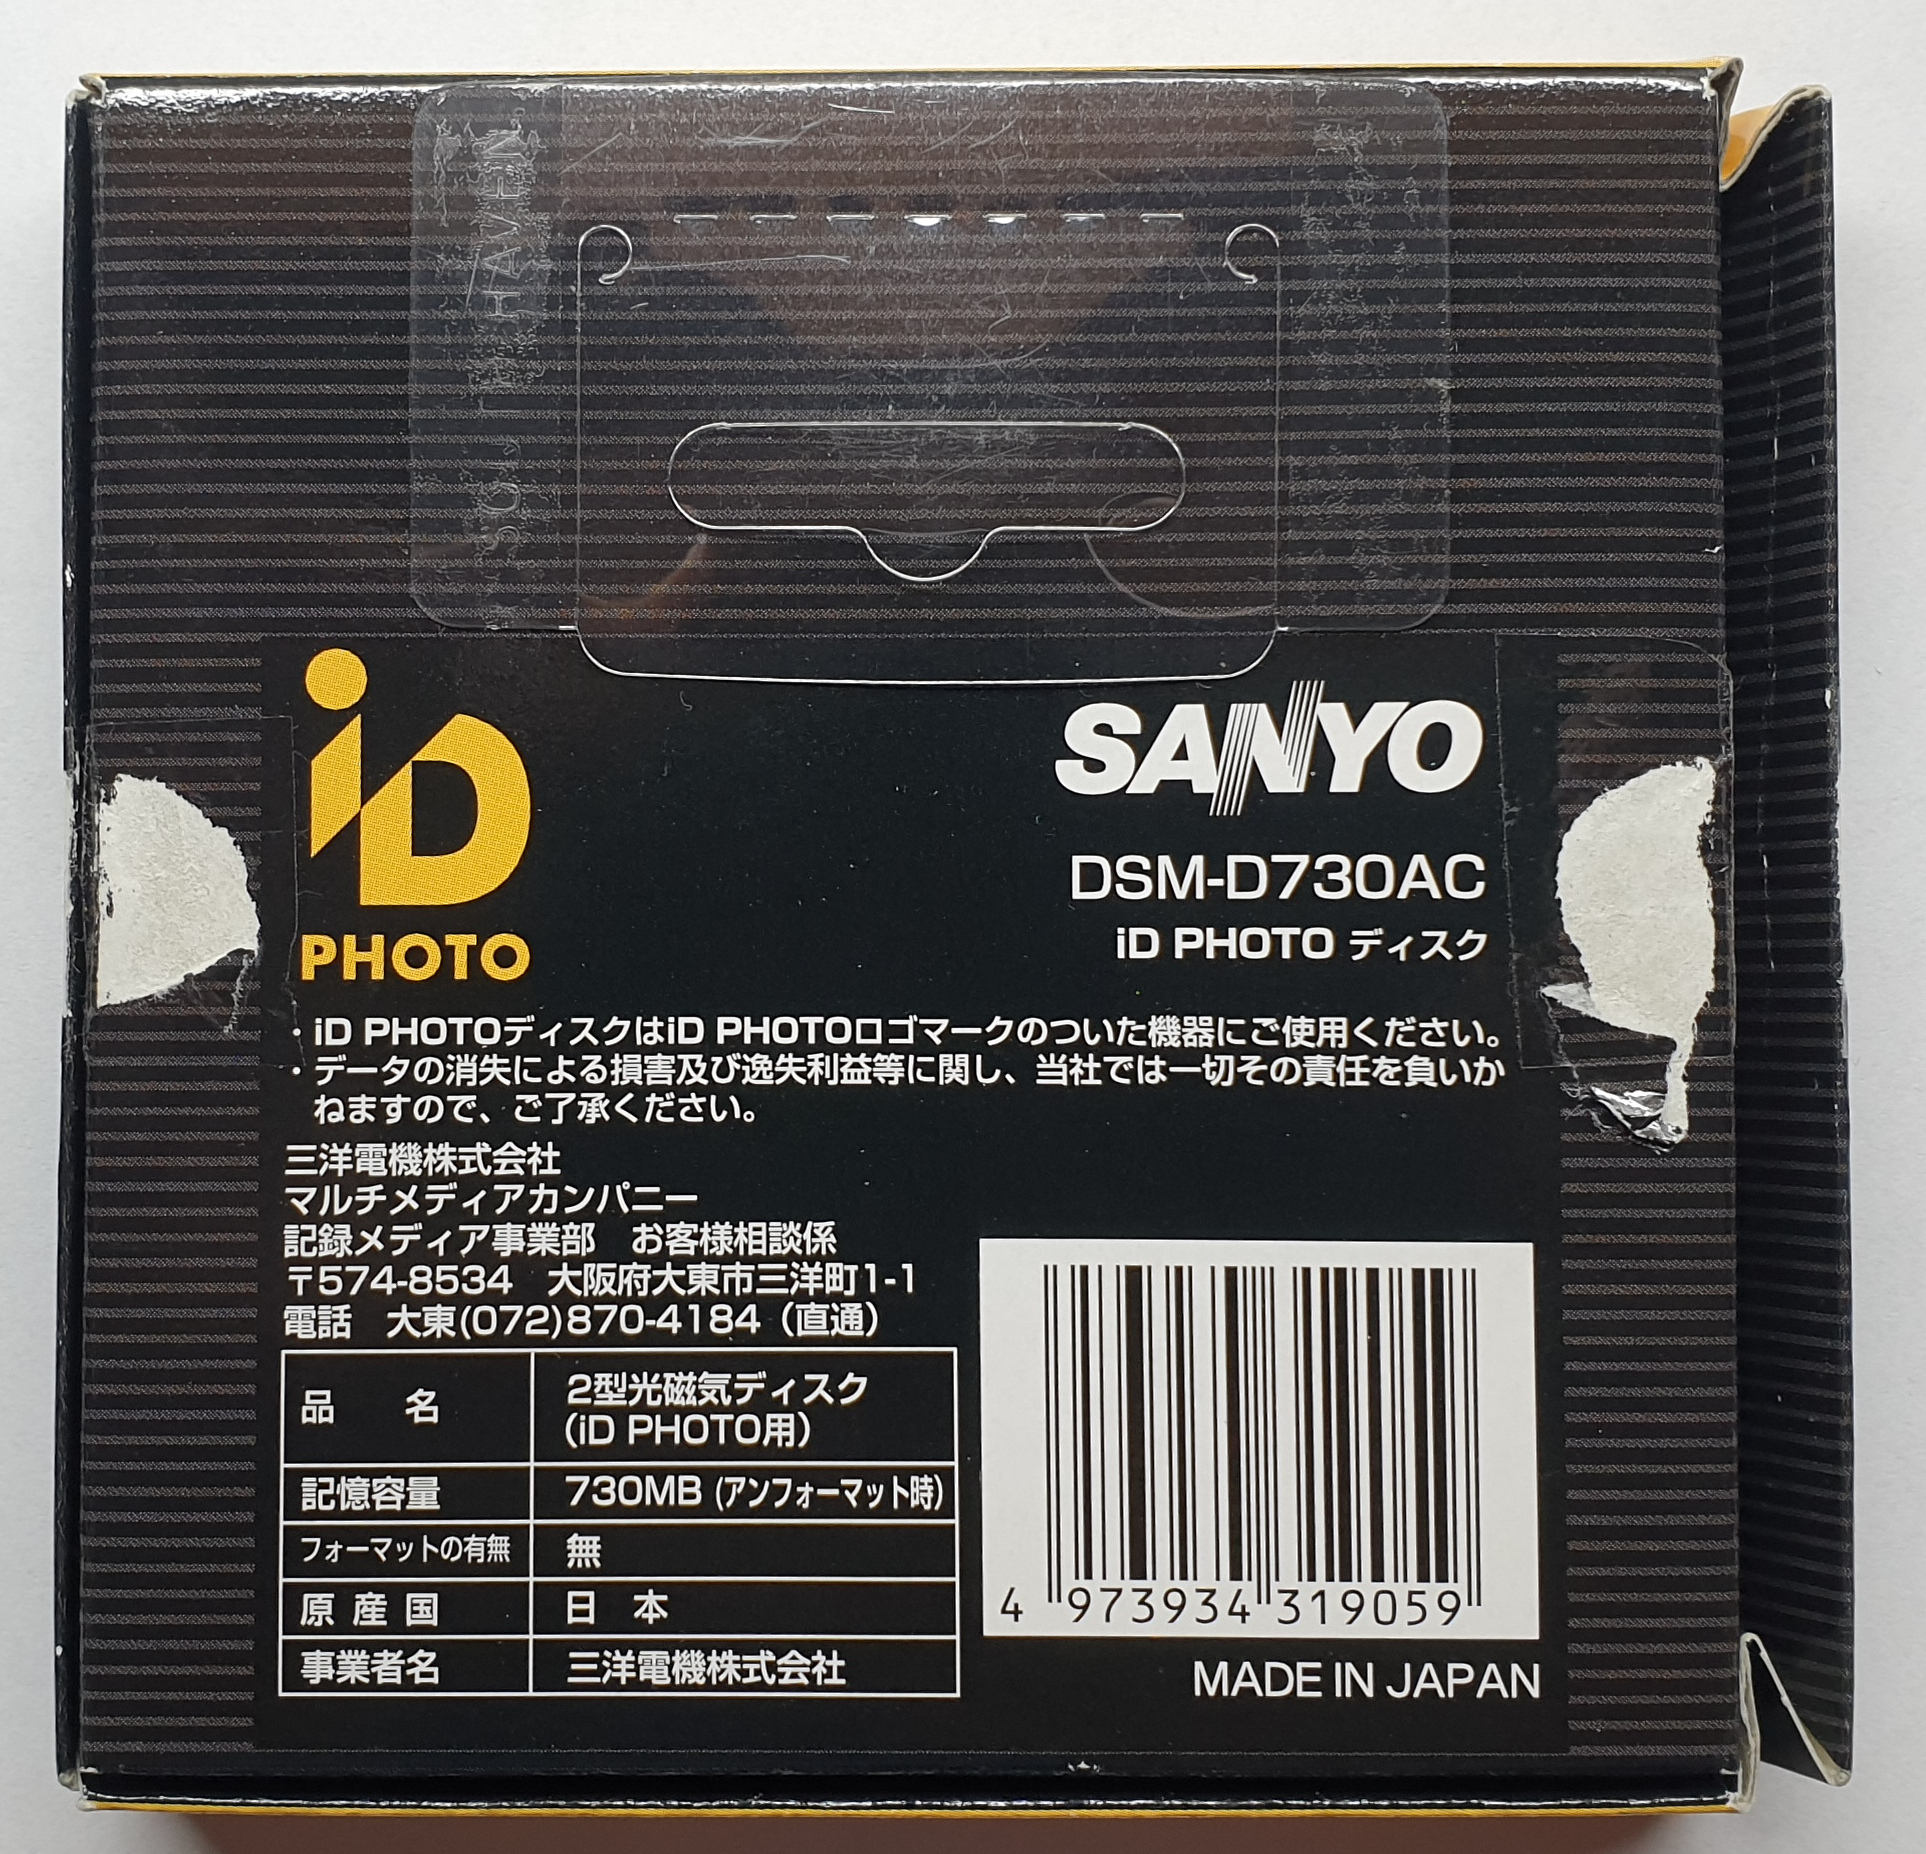 iD
PHOTO
SANYO
DSM-D730AC
iD PHOTO ディスク
・iD PHOTOディスクはiD PHOTOロゴマークのついた機器にご使用ください。
・データの消失による損害及び逸失利益等に関し、当社では一切その責任を負いか
ねますので、ご了承ください。
三洋電機株式会社
マルチメディアカンパニー
記録メディア事業部 お客様相談係
〒574-8534 大阪府大東市三洋町1-1
電話 大東(072)870-4184（直通）
品 名 2型光磁気ディスク
(iD PHOTO用)
記憶容量 730MB (アンフォーマット時)
フォーマットの有無 無
原産国 日 本
事業者名 三洋電機株式会社
4 973934 319059
MADE IN JAPAN